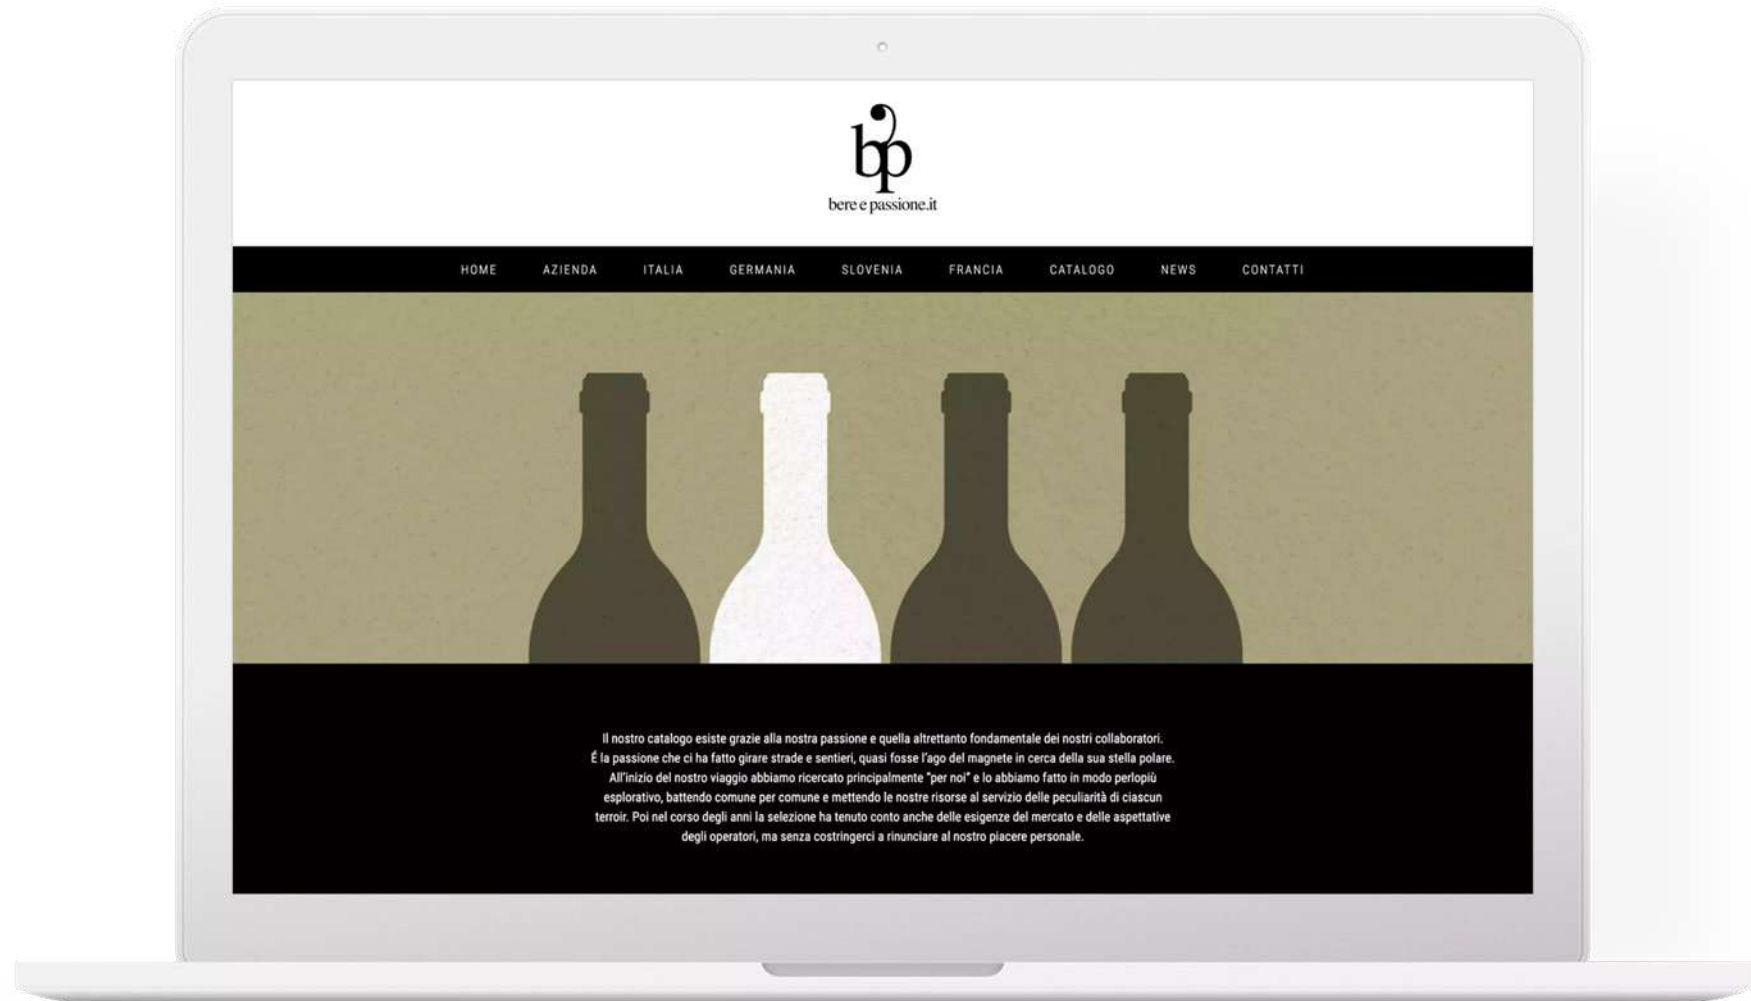 bp
bere e passione.it
HOME AZIENDA ITALIA GERMANIA SLOVENIA FRANCIA CATALOGO NEWS CONTATTI
Il nostro catalogo esiste grazie alla nostra passione e quella altrettanto fondamentale dei nostri collaboratori.
É la passione che ci ha fatto girare strade e sentieri, quasi fosse l'ago del magnete in cerca della sua stella polare.
All'inizio del nostro viaggio abbiamo ricercato principalmente "per noi" e lo abbiamo fatto in modo perlopiù
esplorativo, battendo comune per comune e mettendo le nostre risorse al servizio delle peculiarità di ciascun
terroir. Poi nel corso degli anni la selezione ha tenuto conto anche delle esigenze del mercato e delle aspettative
degli operatori, ma senza costringerci a rinunciare al nostro piacere personale.